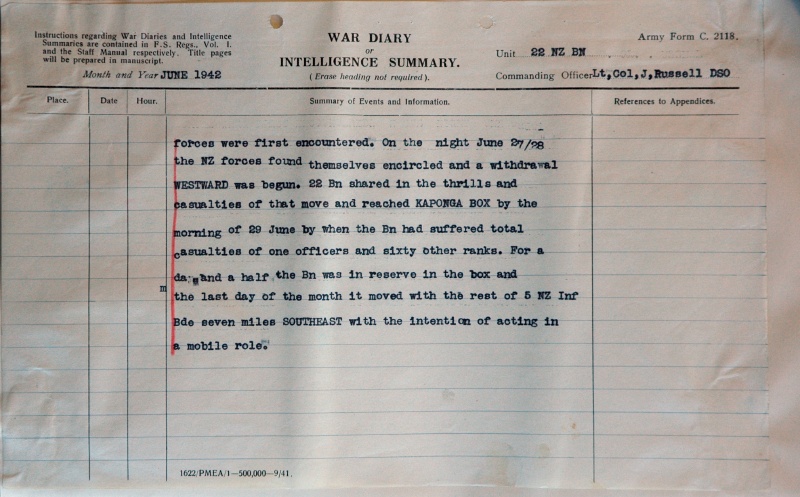 Instructions regarding War Diaries and Intelligence
Summaries are contained in F.S. Regs., Vol. I.
and the Staff Manual respectively. Title pages
will be prepared in manuscript.
Month and Year JUNE 1942
WAR DIARY
or
INTELLIGENCE SUMMARY.
(Erase heading not required).
Army Form C. 2118.
Unit 22 NZ BN
Commanding Officer Lt,Col,J,Russell DSO
Place.
Date
Hour.
Summary of Events and Information.
References to Appendices.
forces were first encountered. On the night June 27/28
the NZ forces found themselves encircled and a withdrawal
WESTWARD was begun. 22 Bn shared in the thrills and
casualties of that move and reached KAPONGA BOX by the
morning of 29 June by when the Bn had suffered total
casualties of one officers and sixty other ranks. For a
day and a half the Bn was in reserve in the box and
m
the last day of the month it moved with the rest of 5 NZ Inf
Bde seven miles SOUTHEAST with the intention of acting in
a mobile role.
1622/PMEA/1—500,000—9/41.